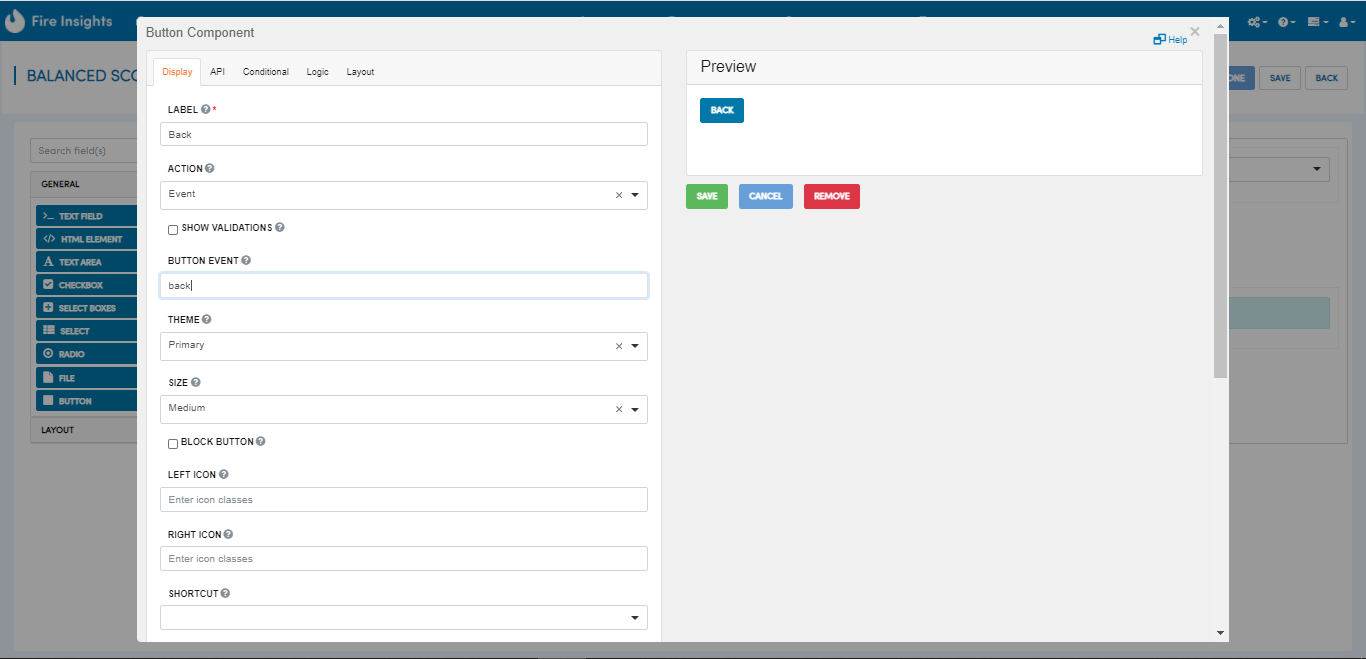 Fire Insights
Button Component
Help
BALANCED SCO
ONE
SAVE
BACK
Search field(s)
GENERAL
TEXT FIELD
HTML ELEMENT
TEXT AREA
CHECKBOX
SELECT BOXES
SELECT
RADIO
FILE
BUTTON
LAYOUT
Display
API
Conditional
Logic
Layout
LABEL *
Back
ACTION
Event
SHOW VALIDATIONS
BUTTON EVENT
back
THEME
Primary
SIZE
Medium
BLOCK BUTTON
LEFT ICON
Enter icon classes
RIGHT ICON
Enter icon classes
SHORTCUT
Preview
BACK
SAVE
CANCEL
REMOVE